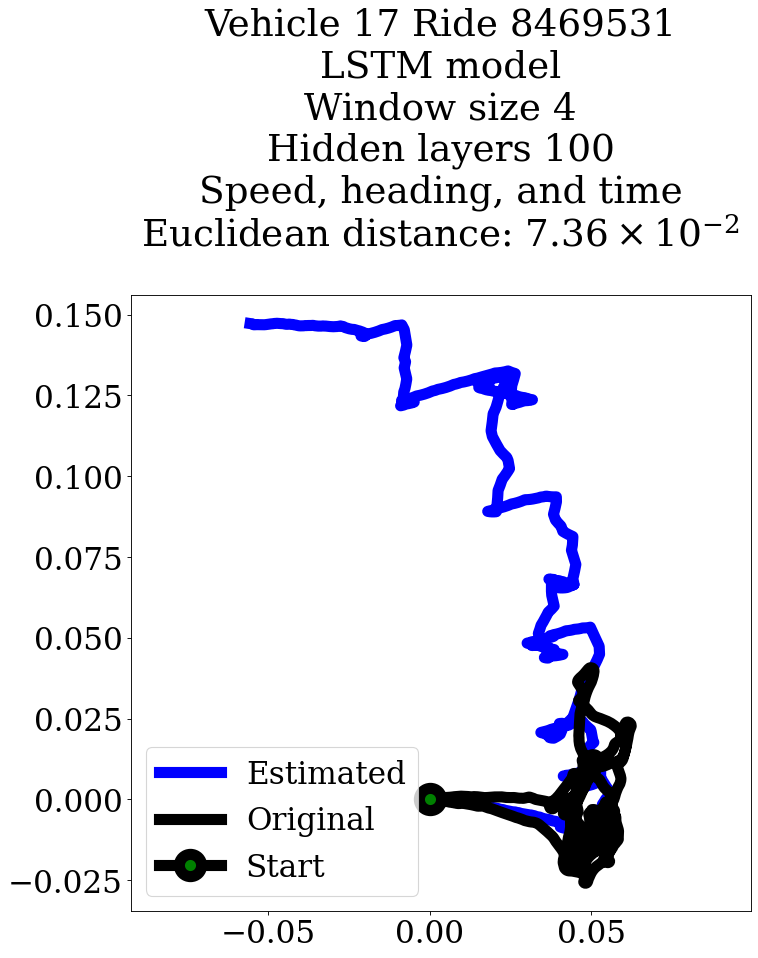 Vehicle 17 Ride 8469531
LSTM model
Window size 4
Hidden layers 100
Speed, heading, and time
Euclidean distance: 7.36 × 10⁻²
0.150
0.125
0.100
0.075
0.050
0.025
0.000
−0.025
Estimated
Original
Start
−0.05
0.00
0.05